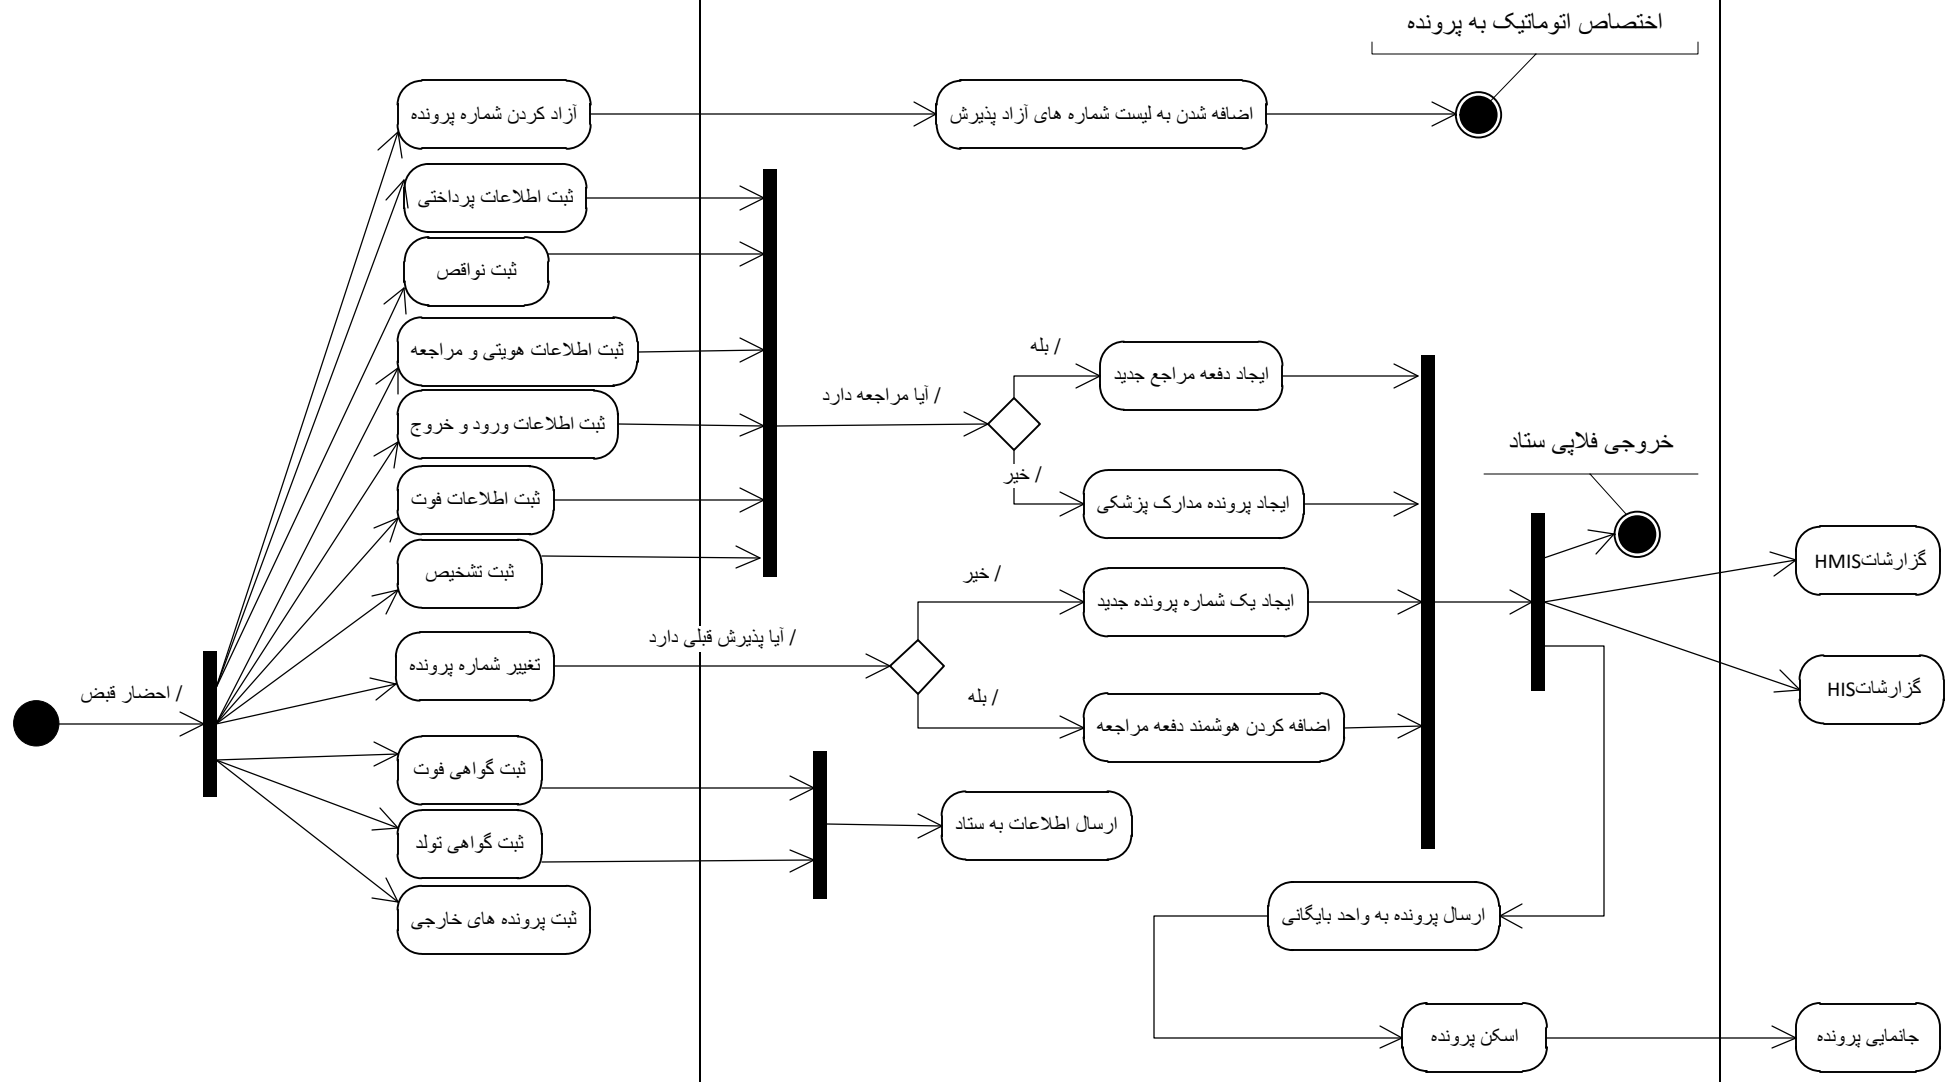 اختصاص اتوماتیک به پرونده
آزاد کردن شماره پرونده
اضافه شدن به لیست شماره های آزاد پذیرش
ثبت اطلاعات پرداختی
ثبت نواقص
ثبت اطلاعات هویتی و مراجعه
/ بله
ایجاد دفعه مراجع جدید
/ آیا مراجعه دارد
ثبت اطلاعات ورود و خروج
خروجی فلاپی ستاد
/ خیر
ثبت اطلاعات فوت
ایجاد پرونده مدارک پزشکی
ثبت تشخیص
/ خیر
گزارشاتHMIS
ایجاد یک شماره پرونده جدید
/ آیا پذیرش قبلی دارد
تغییر شماره پرونده
/ احضار قبض
/ بله
گزارشاتHIS
اضافه کردن هوشمند دفعه مراجعه
ثبت گواهی فوت
ارسال اطلاعات به ستاد
ثبت گواهی تولد
ثبت پرونده های خارجی
ارسال پرونده به واحد بایگانی
اسکن پرونده
جانمایی پرونده